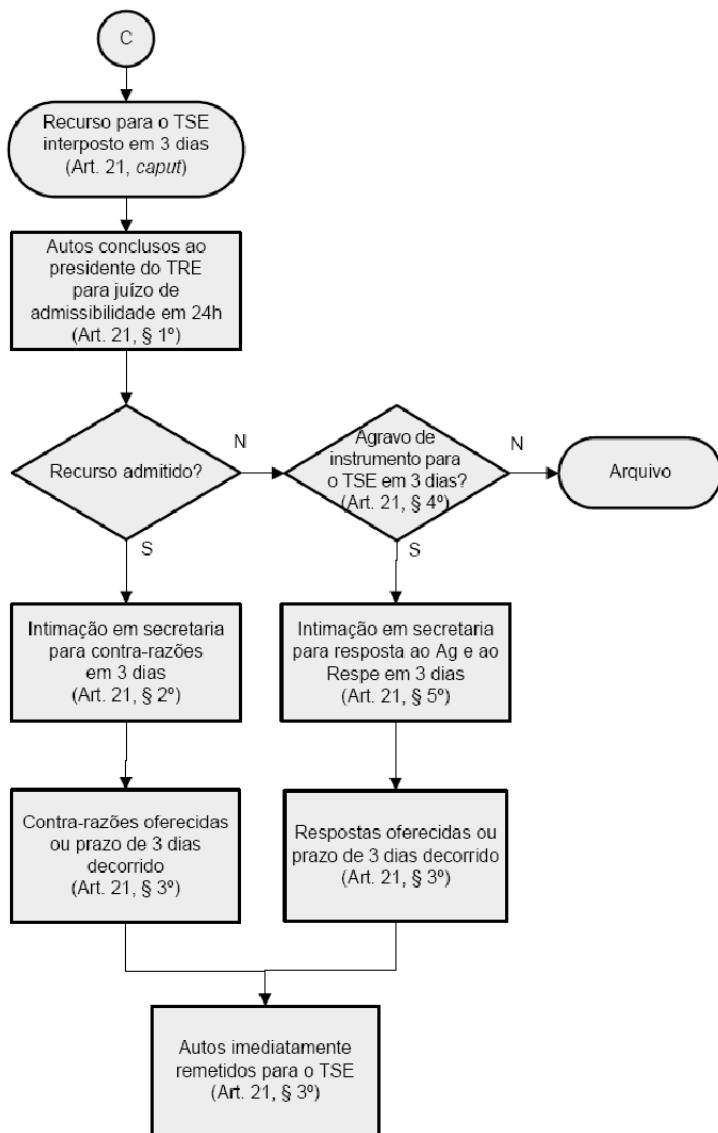 C
Recurso para o TSE
interposto em 3 dias
(Art. 21, caput)
Autos conclusos ao
presidente do TRE
para juízo de
admissibilidade em 24h
(Art. 21, § 1º)
Recurso admitido?
N
S
Agravo de
instrumento para
o TSE em 3 dias?
(Art. 21, § 4º)
N
S
Arquivo
Intimação em secretaria
para contra-razões
em 3 dias
(Art. 21, § 2º)
Intimação em secretaria
para resposta ao Ag e ao
Respe em 3 dias
(Art. 21, § 5º)
Contra-razões oferecidas
ou prazo de 3 dias
decorrido
(Art. 21, § 3º)
Respostas oferecidas ou
prazo de 3 dias decorrido
(Art. 21, § 3º)
Autos imediatamente
remetidos para o TSE
(Art. 21, § 3º)